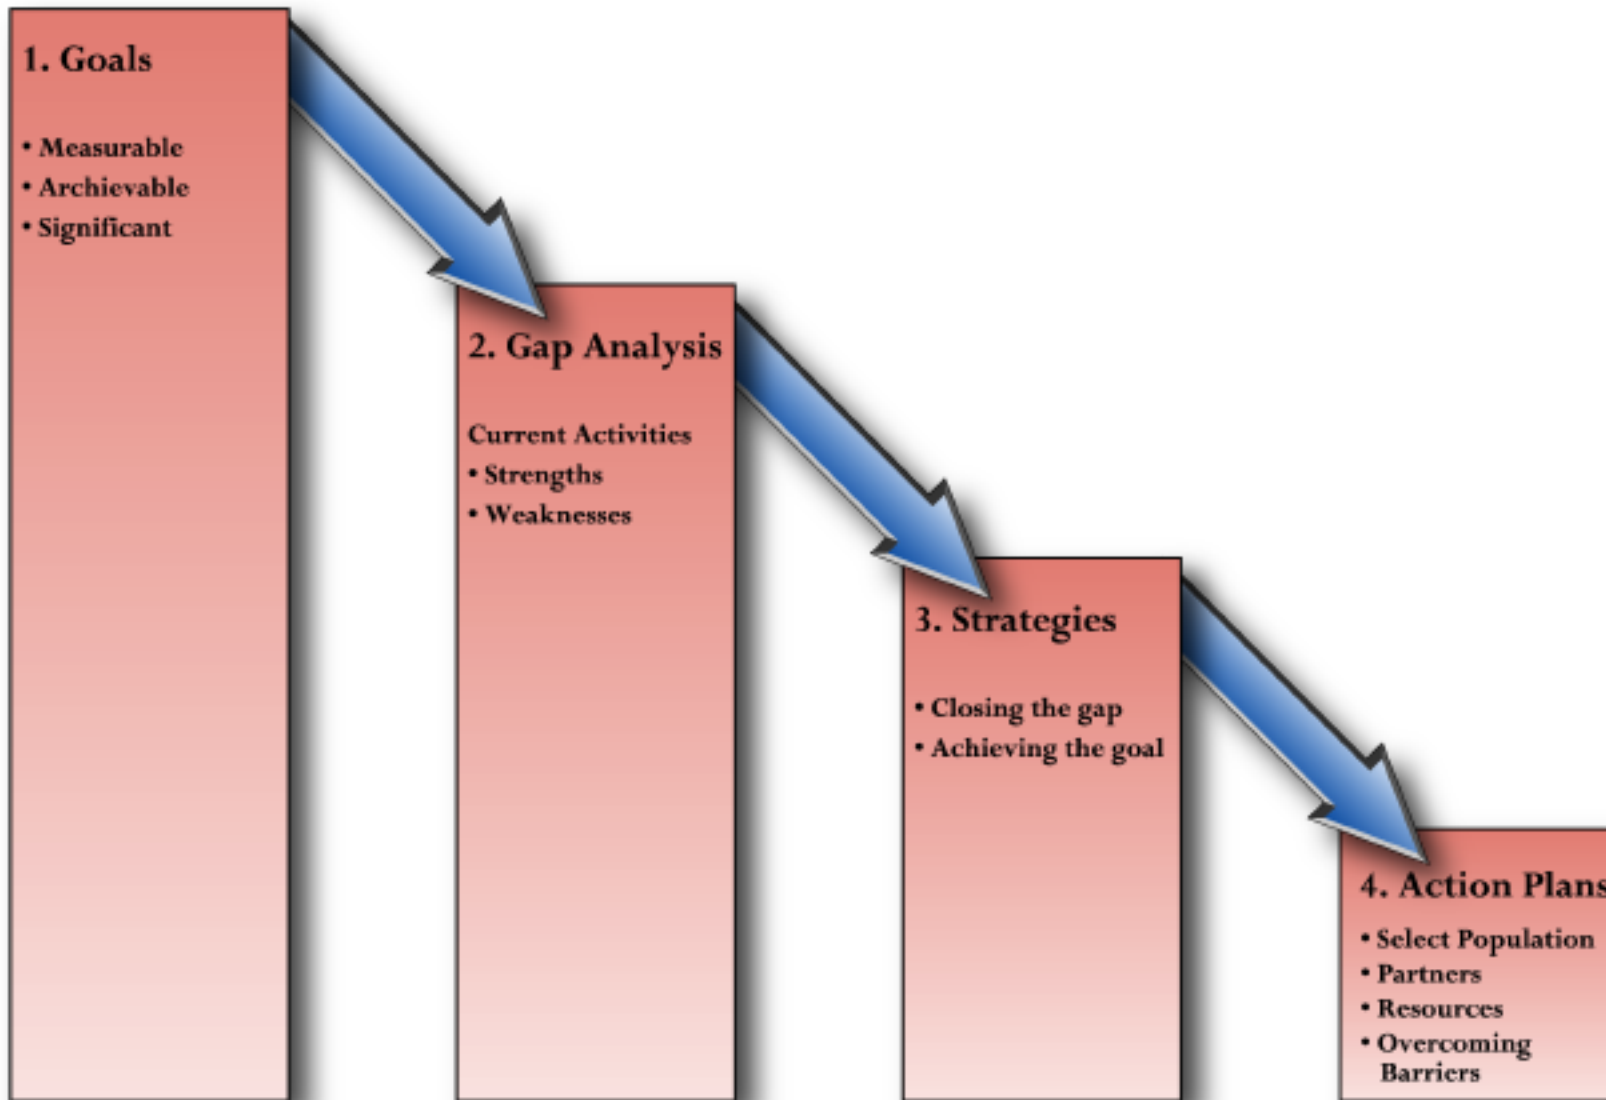 1. Goals
• Measurable
• Archievable
• Significant
2. Gap Analysis
Current Activities
• Strengths
• Weaknesses
3. Strategies
• Closing the gap
• Achieving the goal
4. Action Plans
• Select Population
• Partners
• Resources
• Overcoming
Barriers